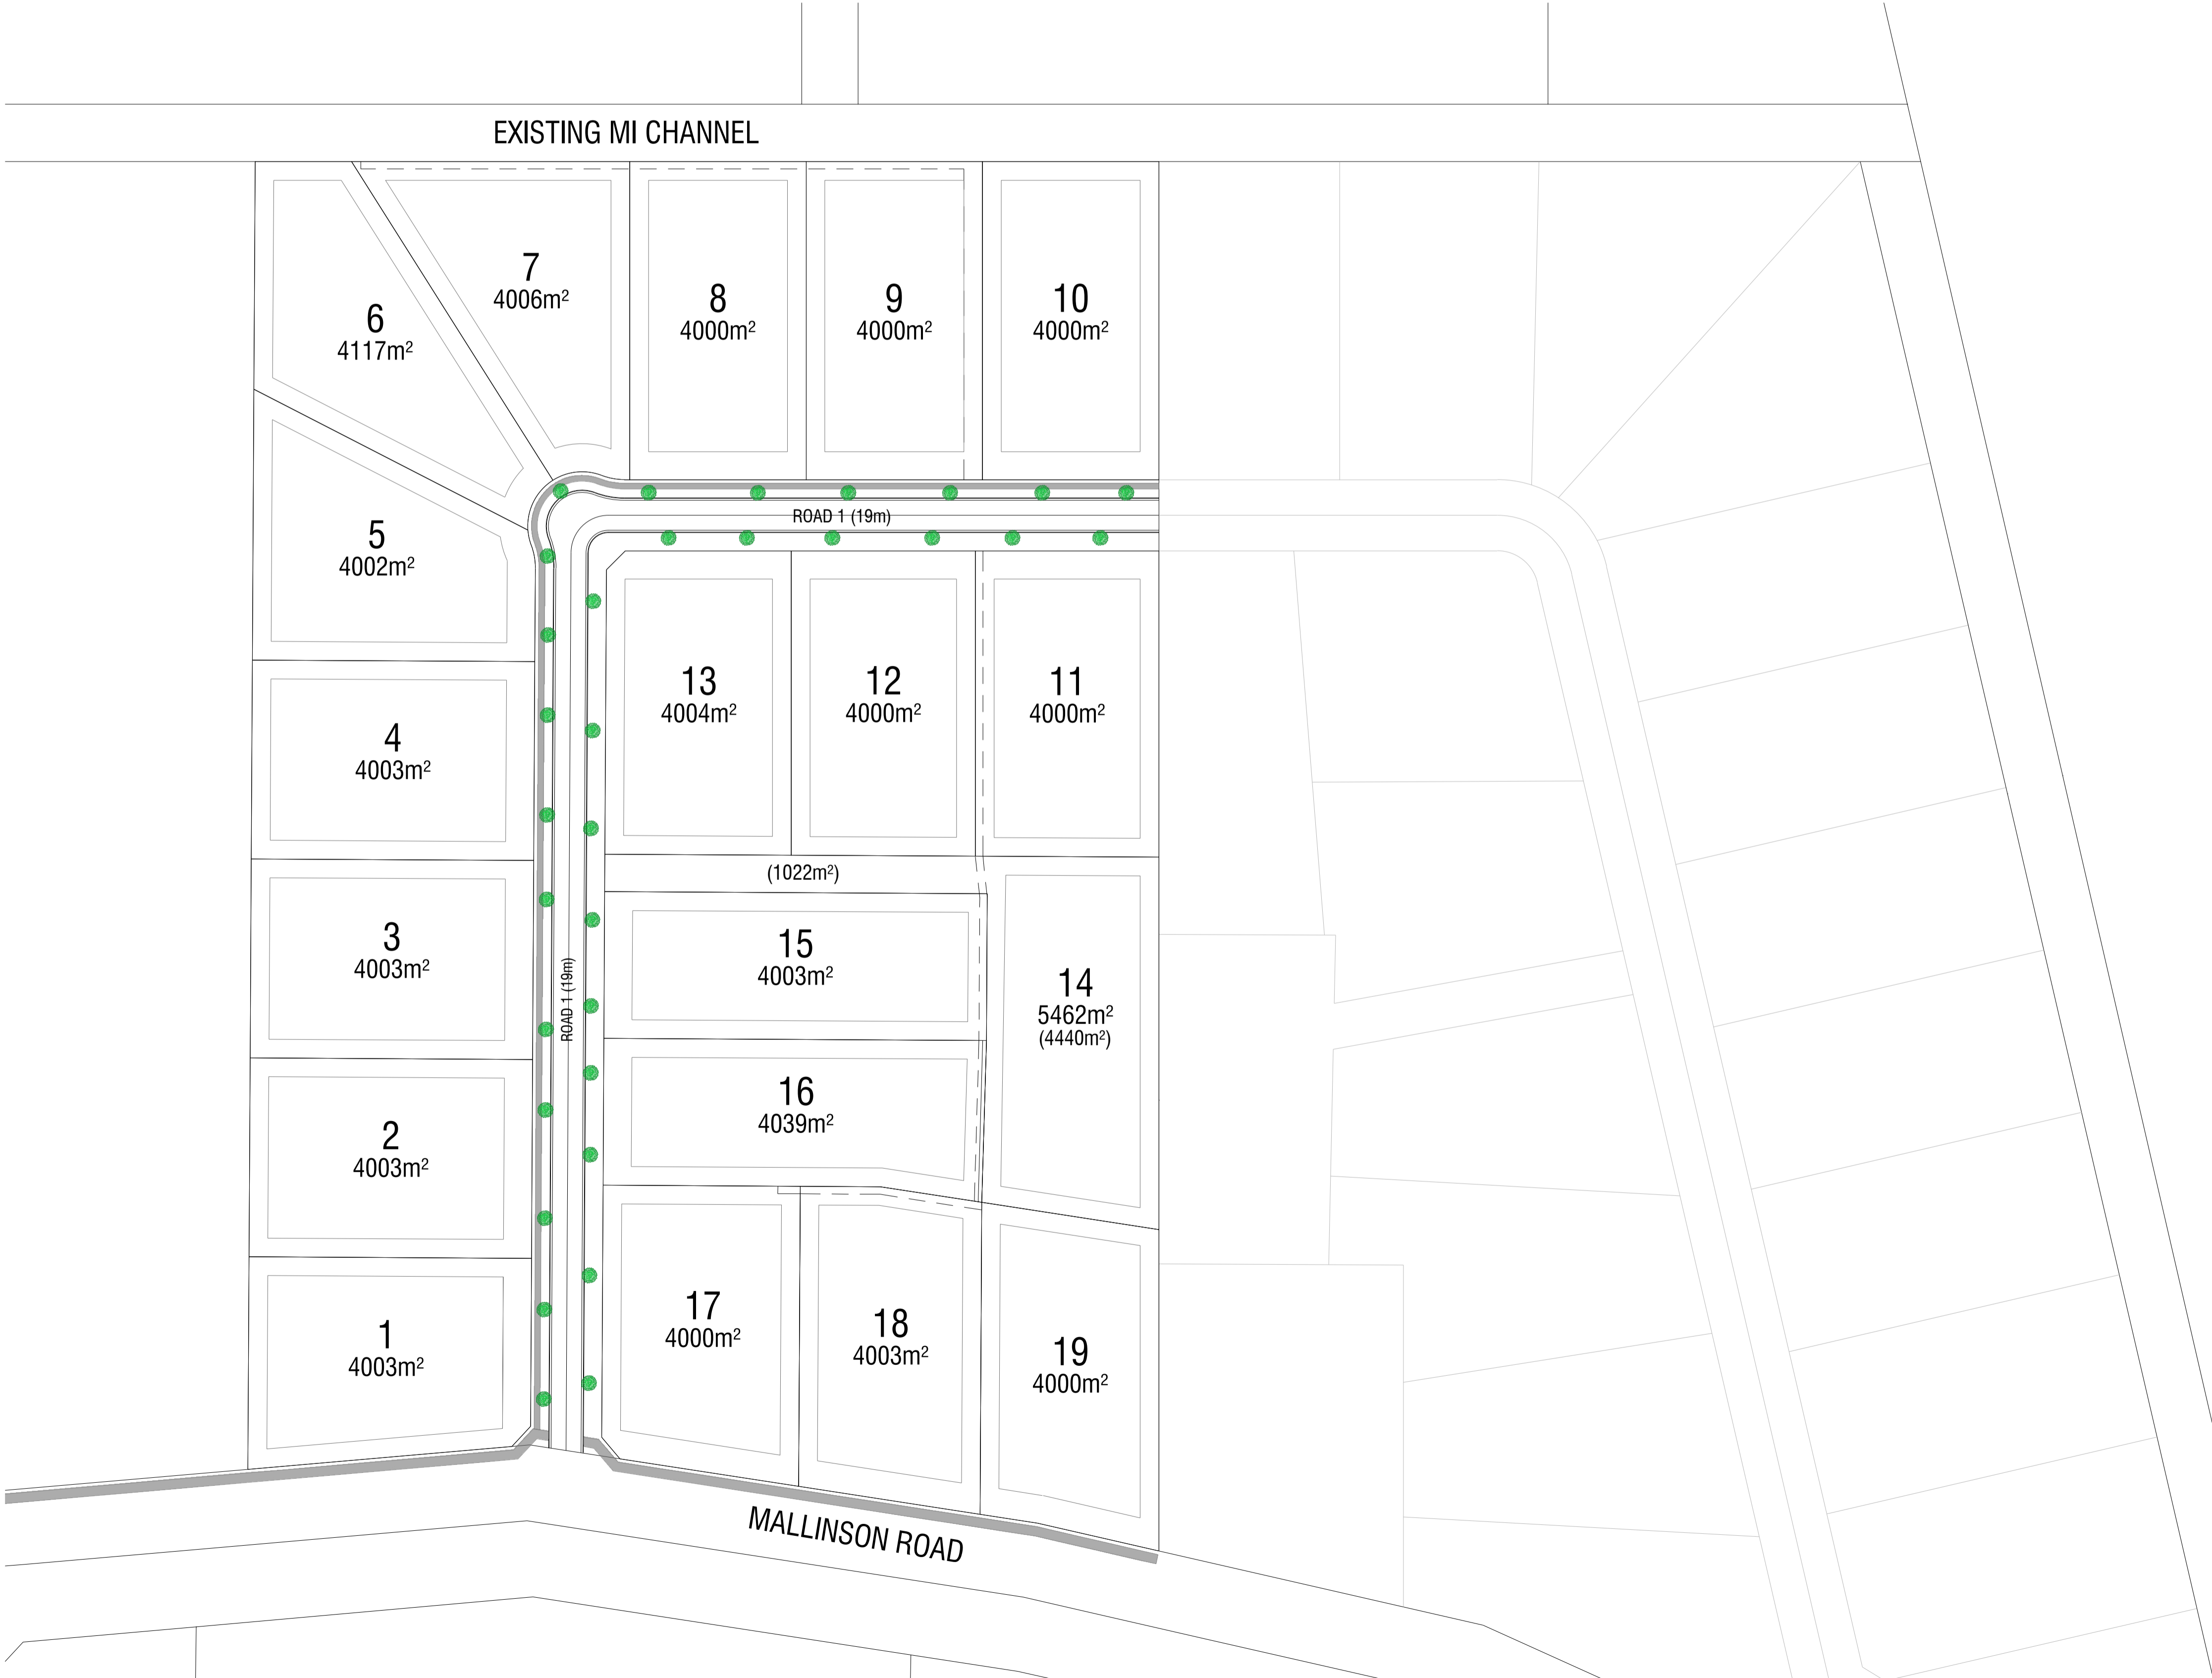 EXISTING MI CHANNEL
7
4006m²
8
4000m²
9
4000m²
10
4000m²
6
4117m²
ROAD 1 (19m)
5
4002m²
13
4004m²
12
4000m²
11
4000m²
4
4003m²
(1022m²)
3
4003m²
15
4003m²
14
5462m²
(4440m²)
ROAD 1 (19m)
16
4039m²
2
4003m²
17
4000m²
18
4003m²
19
4000m²
1
4003m²
MALLINSON ROAD